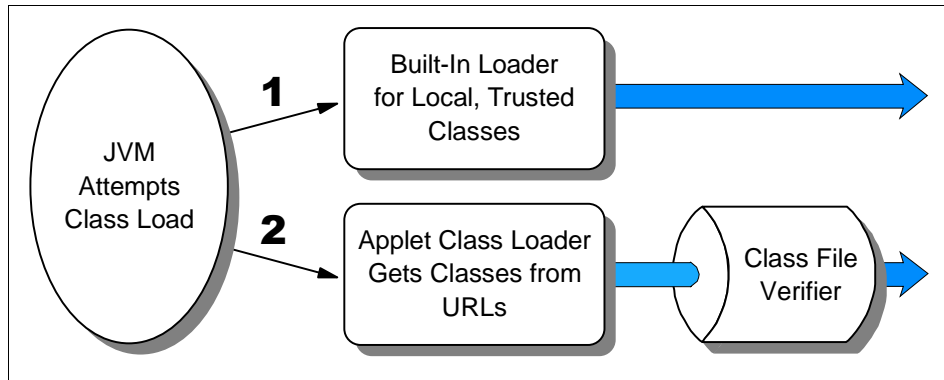 JVM
Attempts
Class Load
1
Built-In Loader
for Local, Trusted
Classes
2
Applet Class Loader
Gets Classes from
URLs
Class File
Verifier